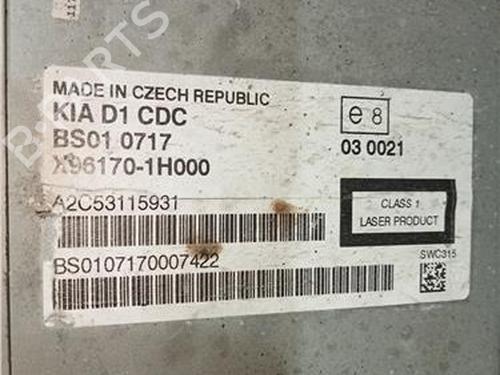 MADE IN CZECH REPUBLIC
KIA D1 CDC
BS01 0717
X96170-1H000
e8
03 0021
A2C53115931
CLASS 1
LASER PRODUCT
BS0107170007422
SWC315
B-PARTS